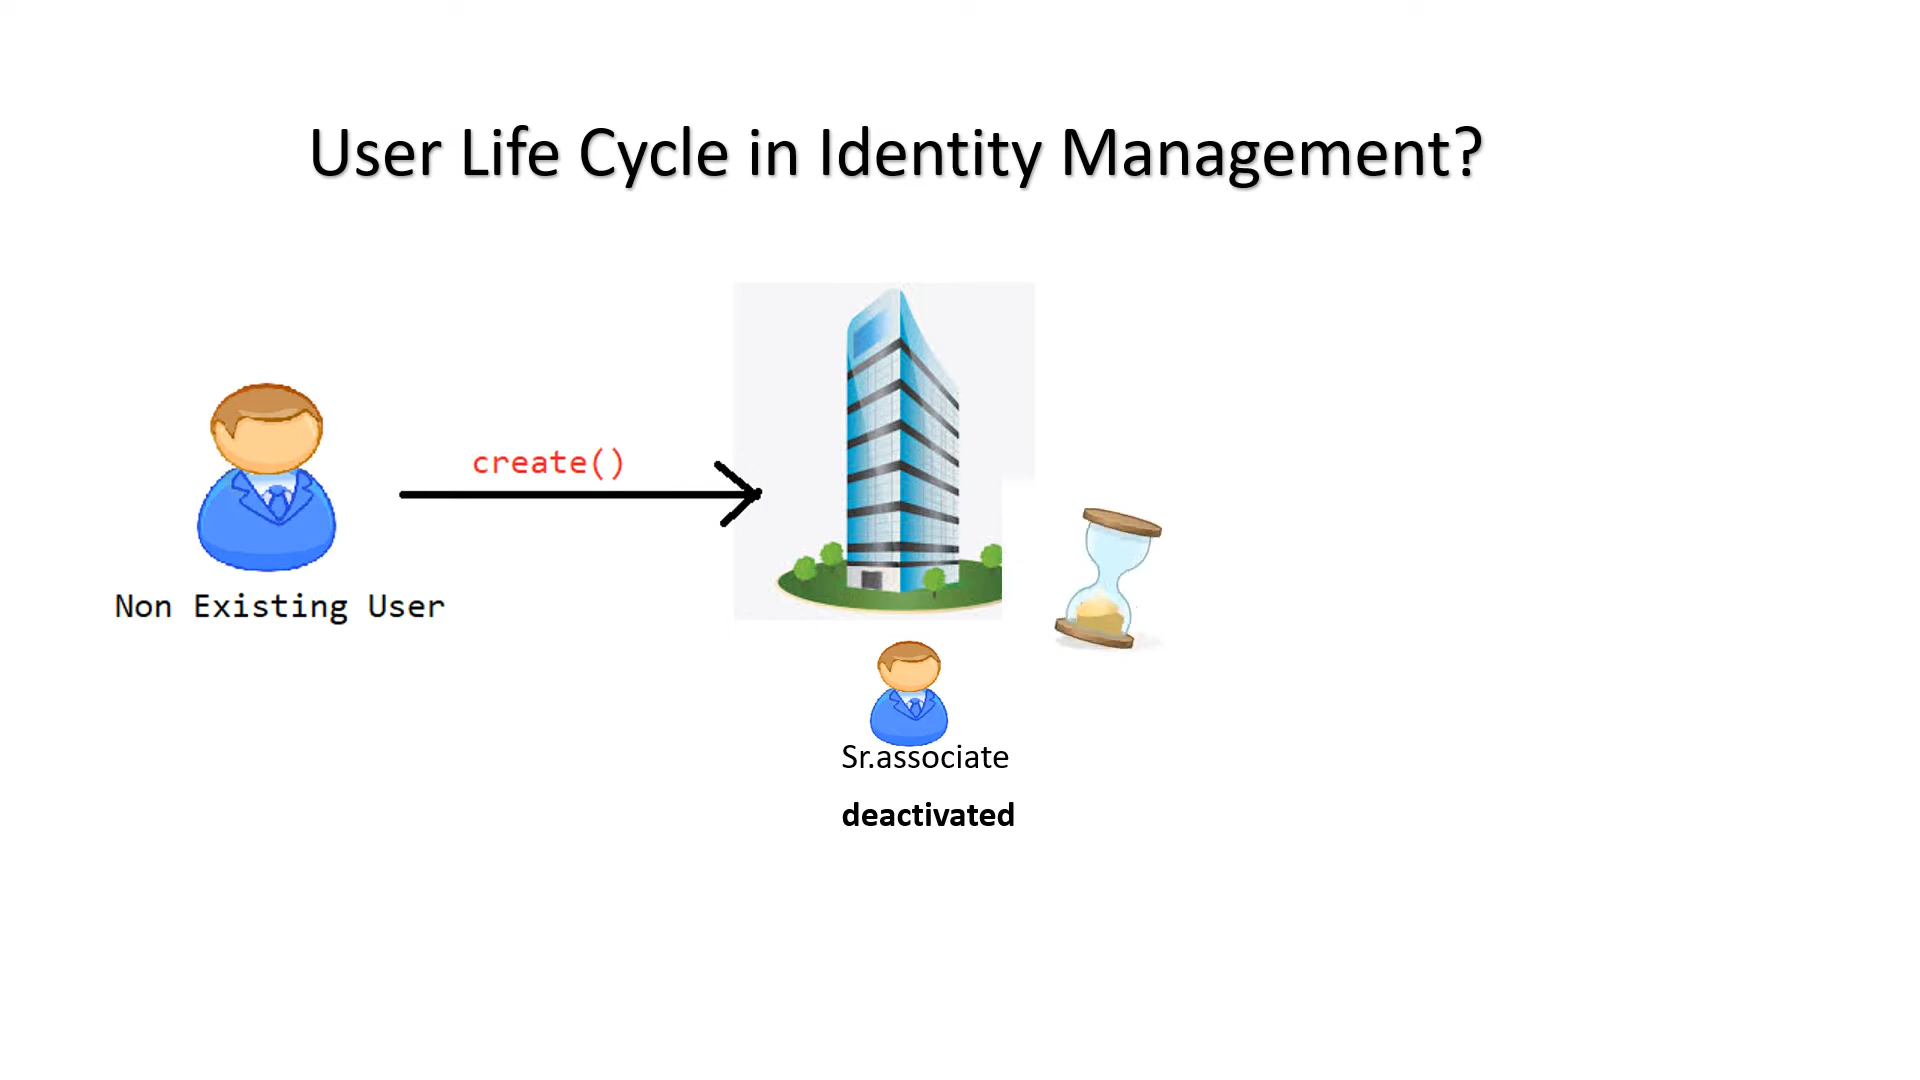 User Life Cycle in Identity Management?
create()
Non Existing User
Sr.associate
deactivated